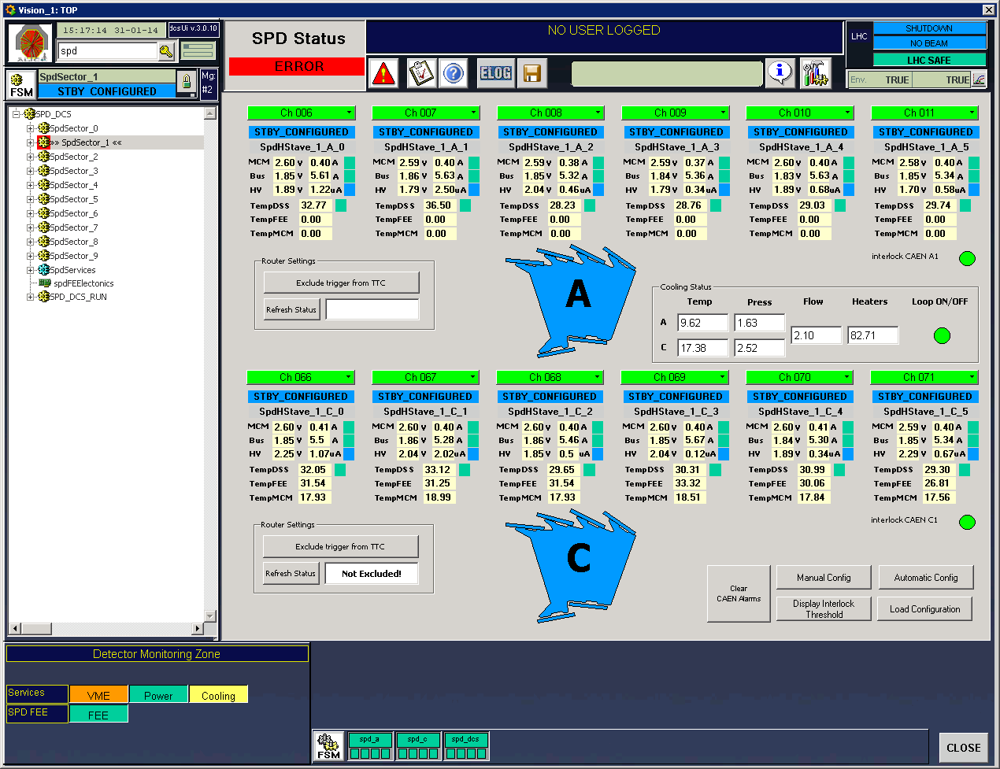 Vision_1: TOP
15:17:14 31-01-14
dcsUi v.3.0.10
spd
ALICE
SPD Status
ERROR
NO USER LOGGED
ELOG
LHC
SHUTDOWN
NO BEAM
LHC SAFE
Env. TRUE TRUE
FSM
SpdSector_1
STBY_CONFIGURED
Mg:
#2
SPD_DCS
SpdSector_0
>> SpdSector_1 <<
SpdSector_2
SpdSector_3
SpdSector_4
SpdSector_5
SpdSector_6
SpdSector_7
SpdSector_8
SpdSector_9
SpdServices
spdFEElectonics
SPD_DCS_RUN
Ch 006 Ch 007 Ch 008 Ch 009 Ch 010 Ch 011
STBY_CONFIGURED STBY_CONFIGURED STBY_CONFIGURED STBY_CONFIGURED STBY_CONFIGURED STBY_CONFIGURED
SpdHStave_1_A_0 SpdHStave_1_A_1 SpdHStave_1_A_2 SpdHStave_1_A_3 SpdHStave_1_A_4 SpdHStave_1_A_5
MCM 2.60 V 0.40 A MCM 2.59 V 0.40 A MCM 2.59 V 0.38 A MCM 2.59 V 0.37 A MCM 2.60 V 0.40 A MCM 2.58 V 0.40 A
Bus 1.85 V 5.61 A Bus 1.86 V 5.63 A Bus 1.85 V 5.32 A Bus 1.84 V 5.36 A Bus 1.83 V 5.63 A Bus 1.85 V 5.34 A
HV 1.89 V 1.22 uA HV 1.79 V 2.50 uA HV 2.04 V 0.46 uA HV 1.79 V 0.34 uA HV 1.89 V 0.68 uA HV 1.70 V 0.58 uA
TempDSS 32.77 TempDSS 36.50 TempDSS 28.23 TempDSS 28.76 TempDSS 29.03 TempDSS 29.74
TempFEE 0.00 TempFEE 0.00 TempFEE 0.00 TempFEE 0.00 TempFEE 0.00 TempFEE 0.00
TempMCM 0.00 TempMCM 0.00 TempMCM 0.00 TempMCM 0.00 TempMCM 0.00 TempMCM 0.00
Router Settings
Exclude trigger from TTC
Refresh Status
A
interlock CAEN A1
Cooling Status
Temp Press Flow Heaters Loop ON/OFF
A 9.62 1.63
2.10 82.71
C 17.38 2.52
Ch 066 Ch 067 Ch 068 Ch 069 Ch 070 Ch 071
STBY_CONFIGURED STBY_CONFIGURED STBY_CONFIGURED STBY_CONFIGURED STBY_CONFIGURED STBY_CONFIGURED
SpdHStave_1_C_0 SpdHStave_1_C_1 SpdHStave_1_C_2 SpdHStave_1_C_3 SpdHStave_1_C_4 SpdHStave_1_C_5
MCM 2.60 V 0.41 A MCM 2.60 V 0.40 A MCM 2.60 V 0.40 A MCM 2.60 V 0.40 A MCM 2.60 V 0.41 A MCM 2.59 V 0.40 A
Bus 1.85 V 5.5 A Bus 1.86 V 5.28 A Bus 1.86 V 5.46 A Bus 1.85 V 5.67 A Bus 1.84 V 5.30 A Bus 1.85 V 5.34 A
HV 2.25 V 1.07 uA HV 2.04 V 2.02 uA HV 1.85 V 0.5 uA HV 2.04 V 0.12 uA HV 1.89 V 0.34 uA HV 2.29 V 0.67 uA
TempDSS 32.05 TempDSS 33.12 TempDSS 29.65 TempDSS 30.31 TempDSS 30.99 TempDSS 29.30
TempFEE 31.54 TempFEE 31.25 TempFEE 31.54 TempFEE 33.32 TempFEE 30.06 TempFEE 26.81
TempMCM 17.93 TempMCM 18.99 TempMCM 17.93 TempMCM 18.51 TempMCM 17.84 TempMCM 17.56
Router Settings
Exclude trigger from TTC
Refresh Status Not Excluded!
C
interlock CAEN C1
Clear
CAEN Alarms
Manual Config
Automatic Config
Display Interlock
Threshold
Load Configuration
Detector Monitoring Zone
Services VME Power Cooling
SPD FEE FEE
FSM
spd_a spd_c spd_dcs
CLOSE